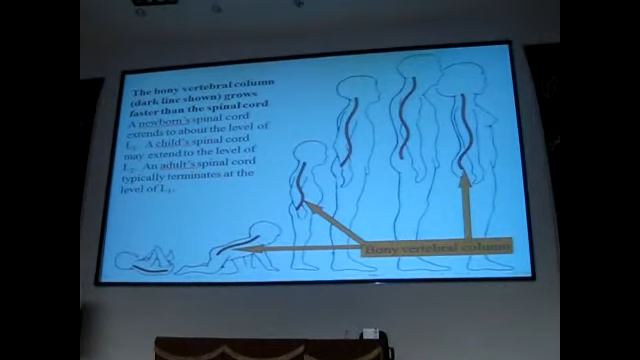 The bony vertebral column
(dark line shown) grows
faster than the spinal cord
A newborn's spinal cord
extends to about the level of
A child's spinal cord
may extend to the level of
L₂. An adult's spinal cord
typically terminates at the
level of L₁.
Bony vertebral column